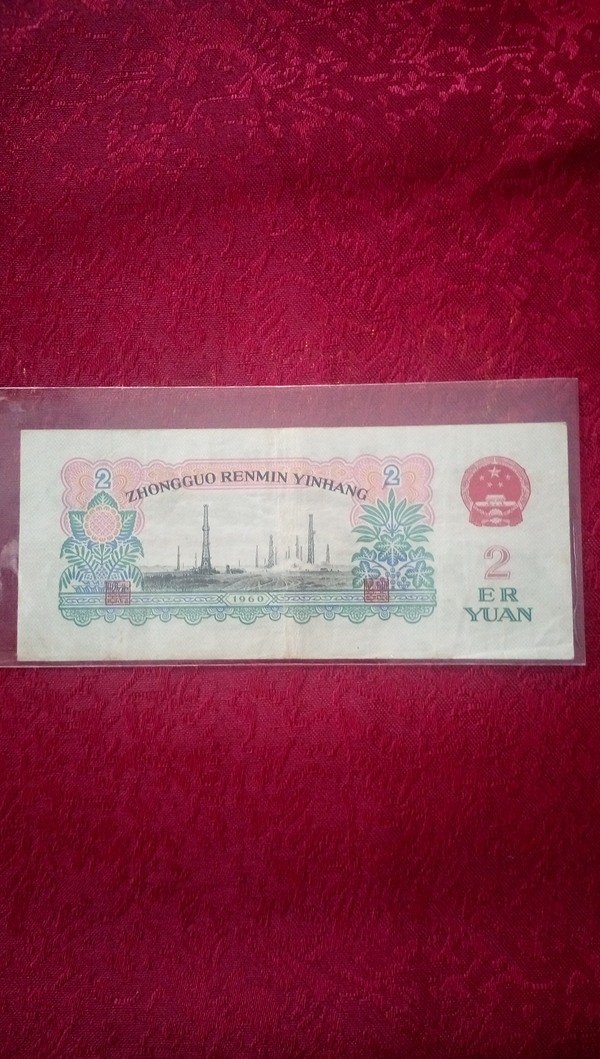 2 2
ZHONGGUO RENMIN YINHANG
1960
2
ER
YUAN